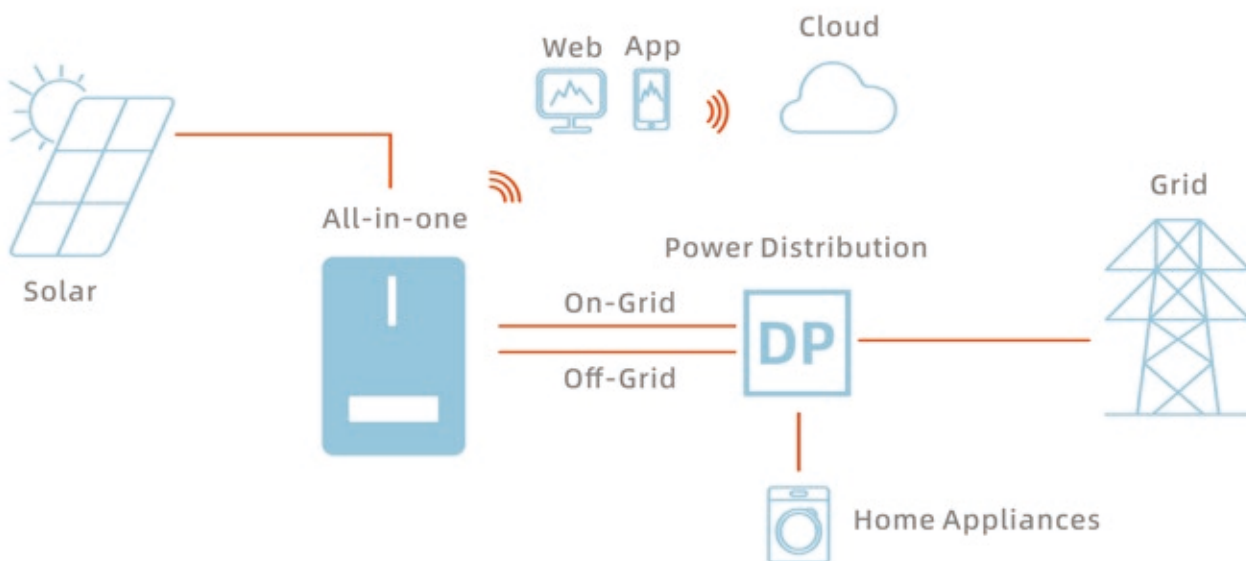 Cloud
Web
App
Grid
All-in-one
Power Distribution
Solar
On-Grid
DP
Off-Grid
Home Appliances